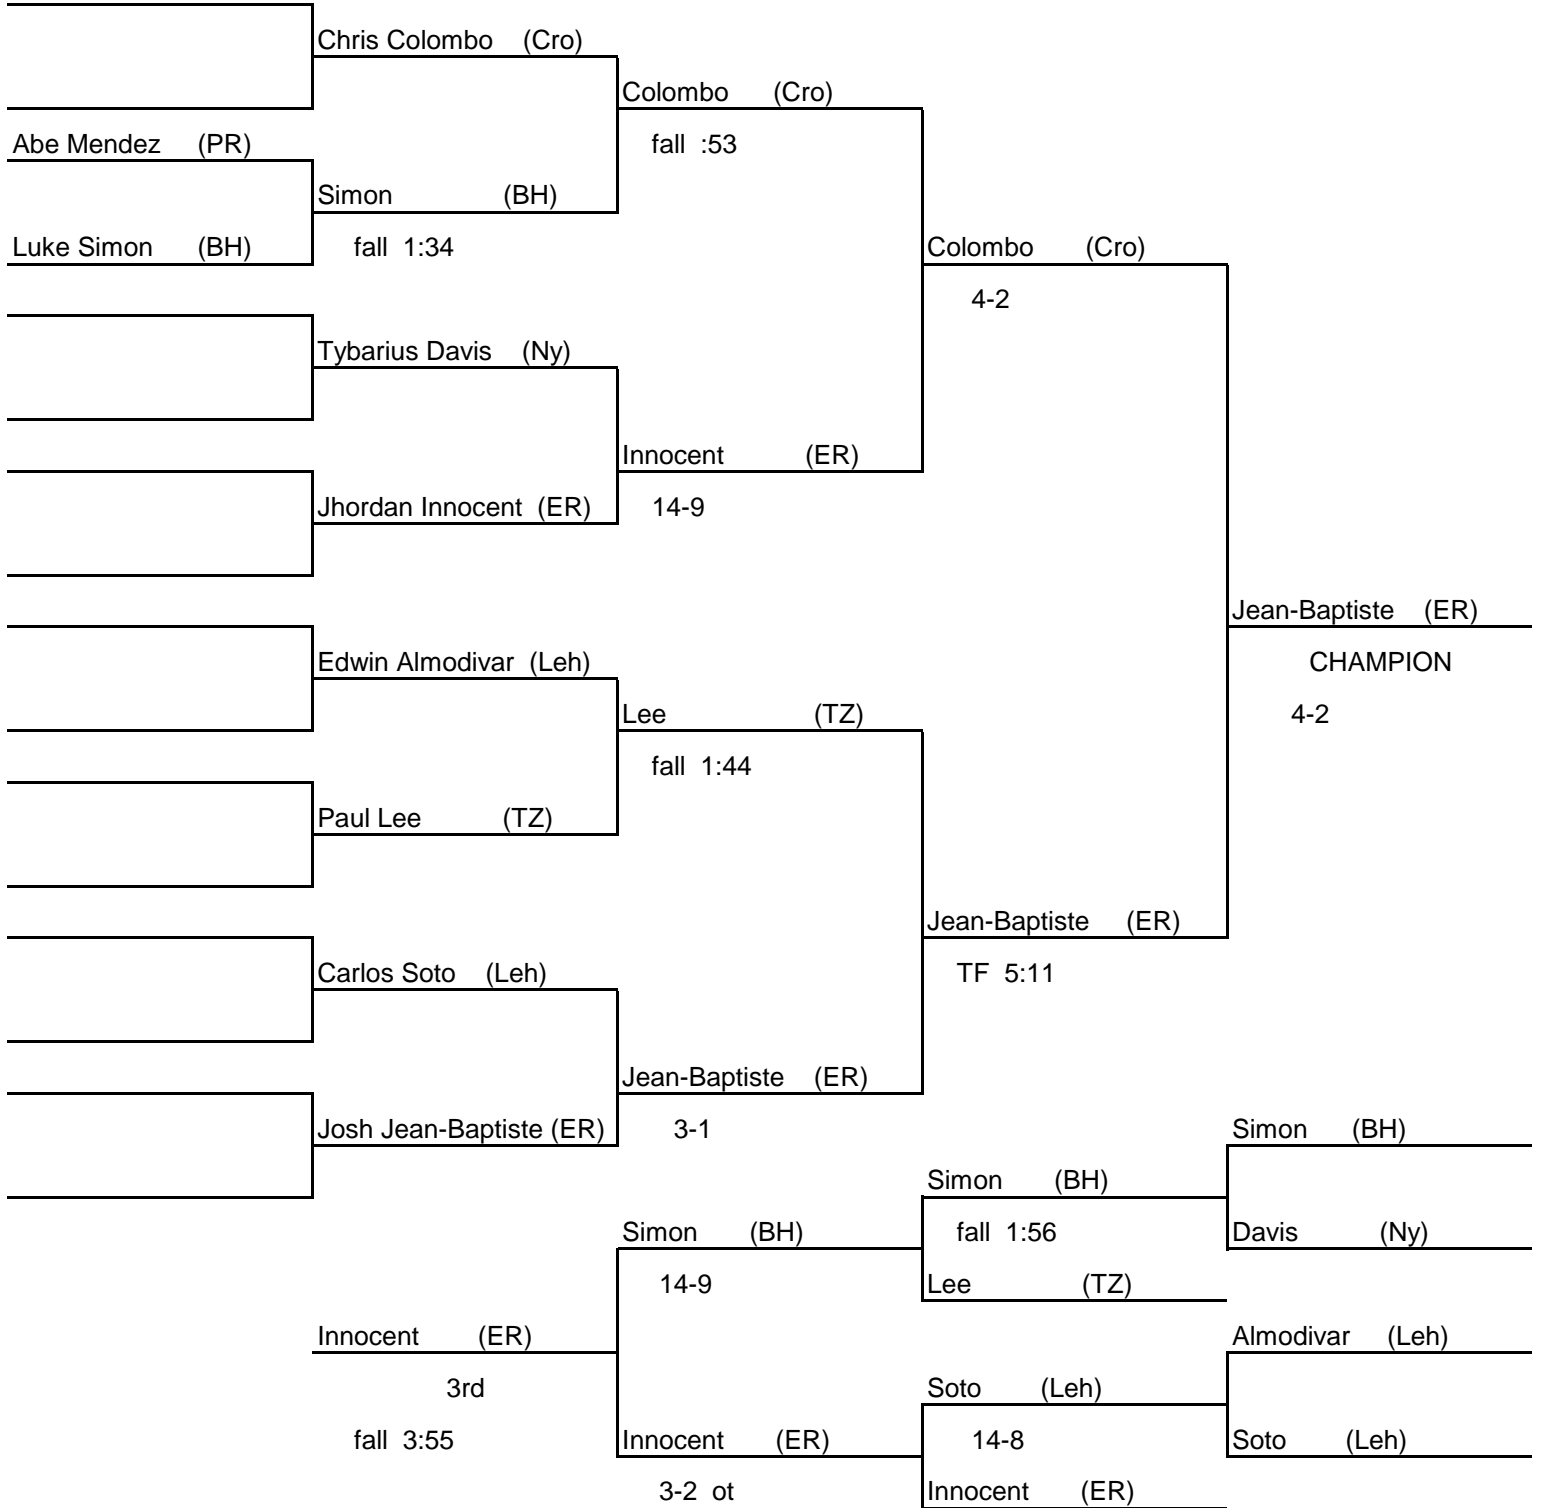 Chris Colombo (Cro)
Colombo (Cro)
Abe Mendez (PR)
fall :53
Simon (BH)
Luke Simon (BH)
fall 1:34
Colombo (Cro)
4-2
Tybarius Davis (Ny)
Innocent (ER)
Jhordan Innocent (ER)
14-9
Jean-Baptiste (ER)
Edwin Almodivar (Leh)
CHAMPION
Lee (TZ)
4-2
fall 1:44
Paul Lee (TZ)
Jean-Baptiste (ER)
Carlos Soto (Leh)
TF 5:11
Jean-Baptiste (ER)
Josh Jean-Baptiste (ER)
3-1
Simon (BH)
Simon (BH)
Simon (BH)
fall 1:56
Davis (Ny)
14-9
Lee (TZ)
Innocent (ER)
Almodivar (Leh)
3rd
Soto (Leh)
fall 3:55
Innocent (ER)
14-8
Soto (Leh)
3-2 ot
Innocent (ER)